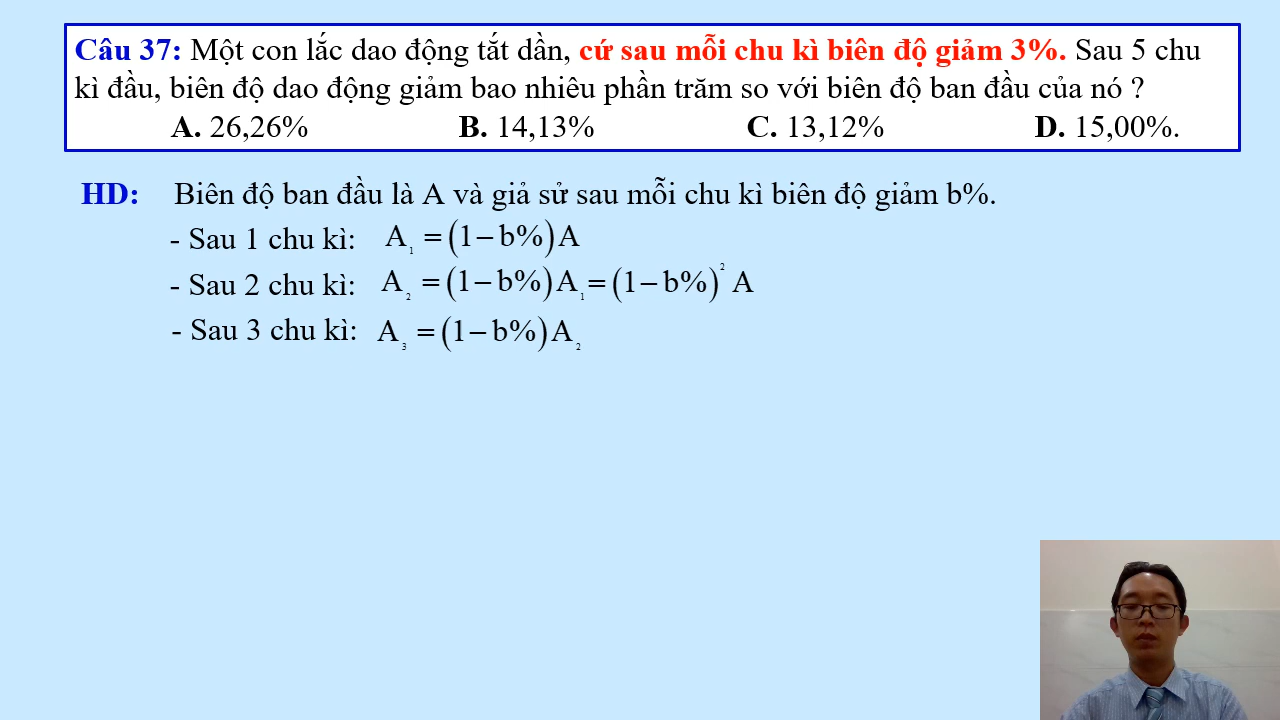 Câu 37: Một con lắc dao động tắt dần, cứ sau mỗi chu kì biên độ giảm 3%. Sau 5 chu
kì đầu, biên độ dao động giảm bao nhiêu phần trăm so với biên độ ban đầu của nó ?
A. 26,26% B. 14,13% C. 13,12% D. 15,00%.
HD: Biên độ ban đầu là A và giả sử sau mỗi chu kì biên độ giảm b%.
- Sau 1 chu kì: A₁ = (1 − b%)A
- Sau 2 chu kì: A₂ = (1 − b%)A₁ = (1 − b%)² A
- Sau 3 chu kì: A₃ = (1 − b%)A₂